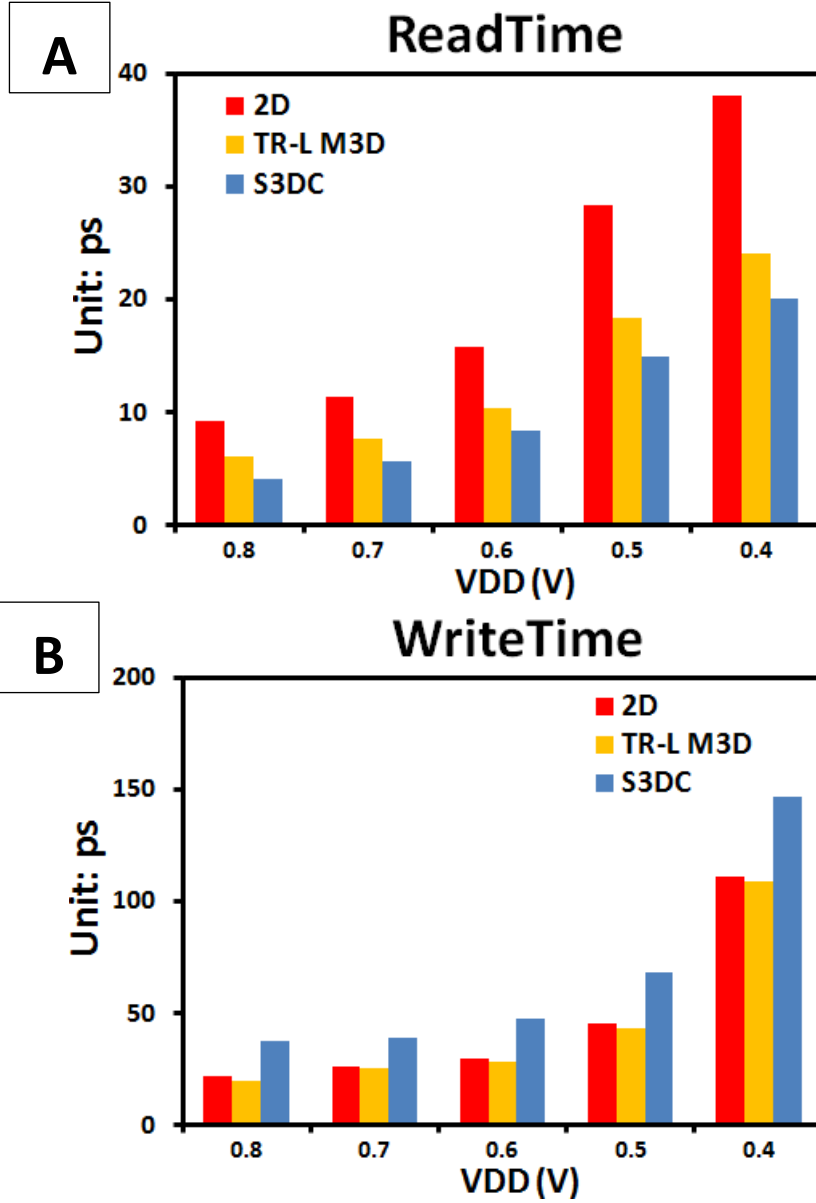 A
ReadTime
40
30
20
10
0
Unit: ps
2D
TR-L M3D
S3DC
0.8 0.7 0.6 0.5 0.4
VDD (V)
B
WriteTime
200
150
100
50
0
Unit: ps
2D
TR-L M3D
S3DC
0.8 0.7 0.6 0.5 0.4
VDD (V)